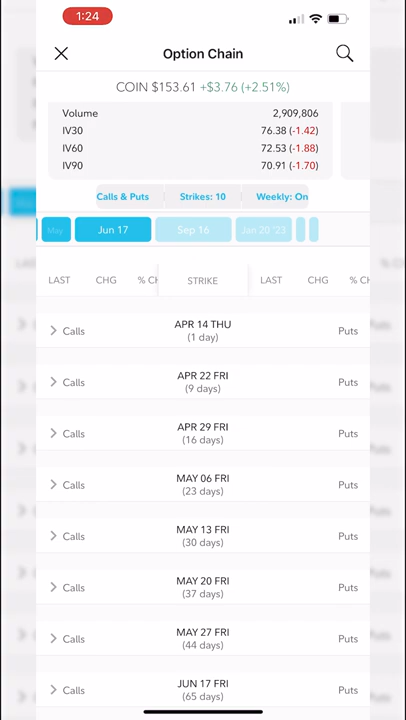 1:24
Option Chain
COIN $153.61 +$3.76 (+2.51%)
Volume 2,909,806
IV30 76.38 (-1.42)
IV60 72.53 (-1.88)
IV90 70.91 (-1.70)
Calls & Puts Strikes: 10 Weekly: On
May Jun 17 Sep 16 Jan 20 '23
LAST CHG % CH STRIKE LAST CHG % C
Calls APR 14 THU Puts
(1 day)
Calls APR 22 FRI Puts
(9 days)
Calls APR 29 FRI Puts
(16 days)
Calls MAY 06 FRI Puts
(23 days)
Calls MAY 13 FRI Puts
(30 days)
Calls MAY 20 FRI Puts
(37 days)
Calls MAY 27 FRI Puts
(44 days)
Calls JUN 17 FRI Puts
(65 days)